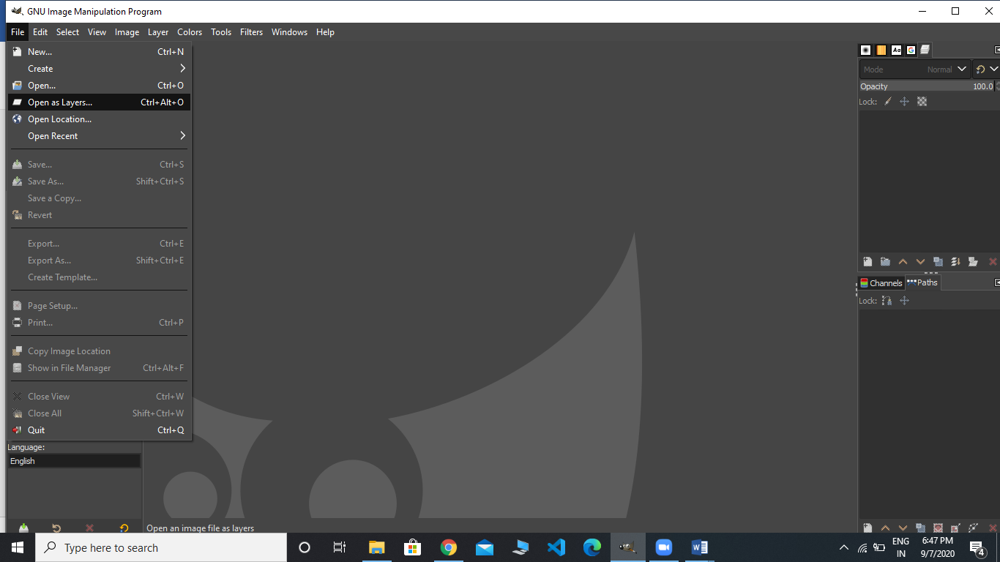 GNU Image Manipulation Program
File Edit Select View Image Layer Colors Tools Filters Windows Help
New... Ctrl+N
Create
Open... Ctrl+O
Open as Layers... Ctrl+Alt+O
Open Location...
Open Recent
Save... Ctrl+S
Save As... Shift+Ctrl+S
Save a Copy...
Revert
Export... Ctrl+E
Export As... Shift+Ctrl+E
Create Template...
Page Setup...
Print... Ctrl+P
Copy Image Location
Show in File Manager Ctrl+Alt+F
Close View Ctrl+W
Close All Shift+Ctrl+W
Quit Ctrl+Q
Language:
English
Open an image file as layers
Aa G
Mode Normal
Opacity 100.0
Lock:
Channels Paths
Lock:
Type here to search
ENG
IN
6:47 PM
9/7/2020
4